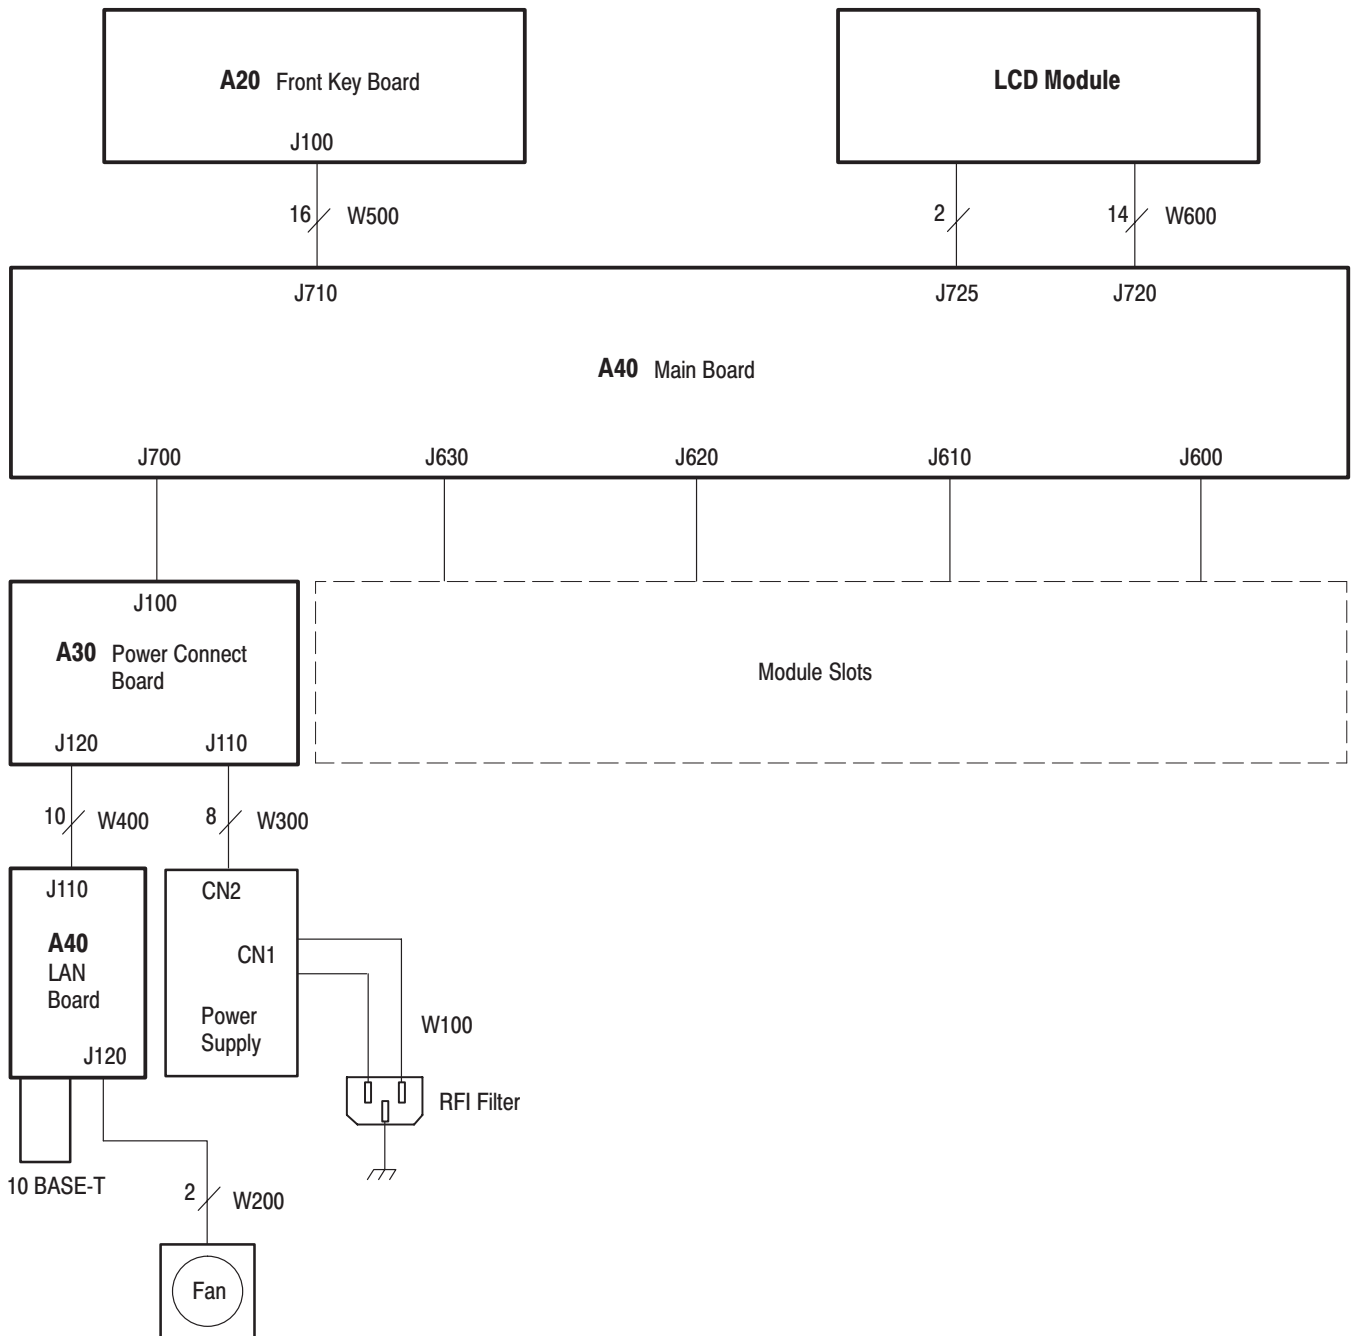 A20 Front Key Board
J100
LCD Module
16 W500
2
14 W600
J710
J725
J720
A40 Main Board
J700
J630
J620
J610
J600
J100
A30 Power Connect
Board
J120
J110
Module Slots
10 W400
8 W300
J110
A40
LAN
Board
J120
CN2
CN1
Power
Supply
W100
RFI Filter
10 BASE-T
2 W200
Fan